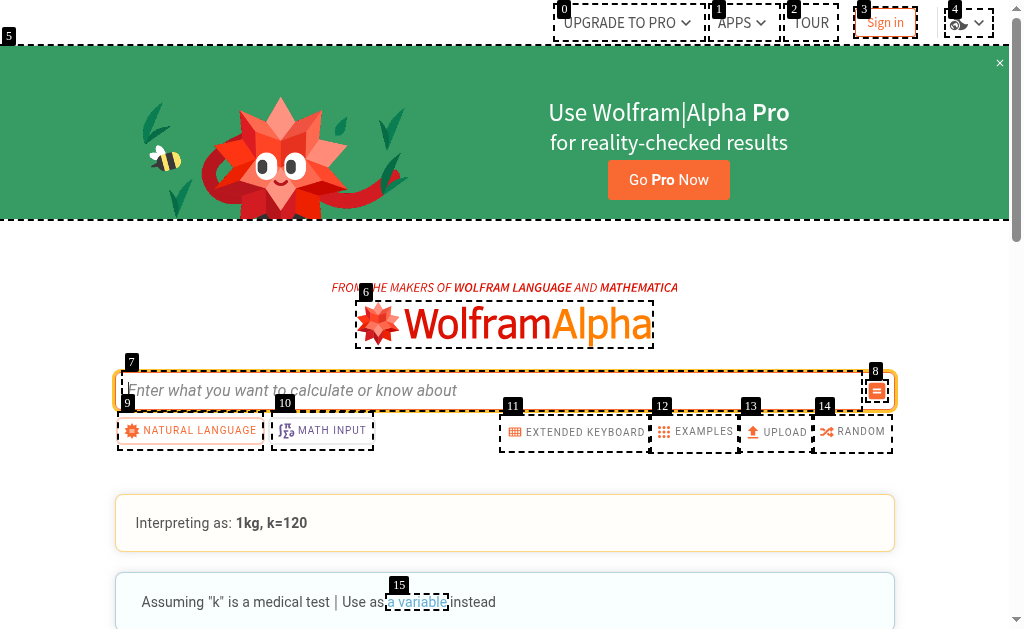 UPGRADE TO PRO
APPS
TOUR
Sign in
0
1
2
3
4
5
×
Use Wolfram|Alpha Pro
for reality-checked results
Go Pro Now
6
FROM THE MAKERS OF WOLFRAM LANGUAGE AND MATHEMATICA
WolframAlpha
7
8
Enter what you want to calculate or know about
=
9
10
11
12
13
14
NATURAL LANGUAGE
MATH INPUT
EXTENDED KEYBOARD
EXAMPLES
UPLOAD
RANDOM
Interpreting as: 1kg, k=120
15
Assuming "k" is a medical test | Use as a variable instead